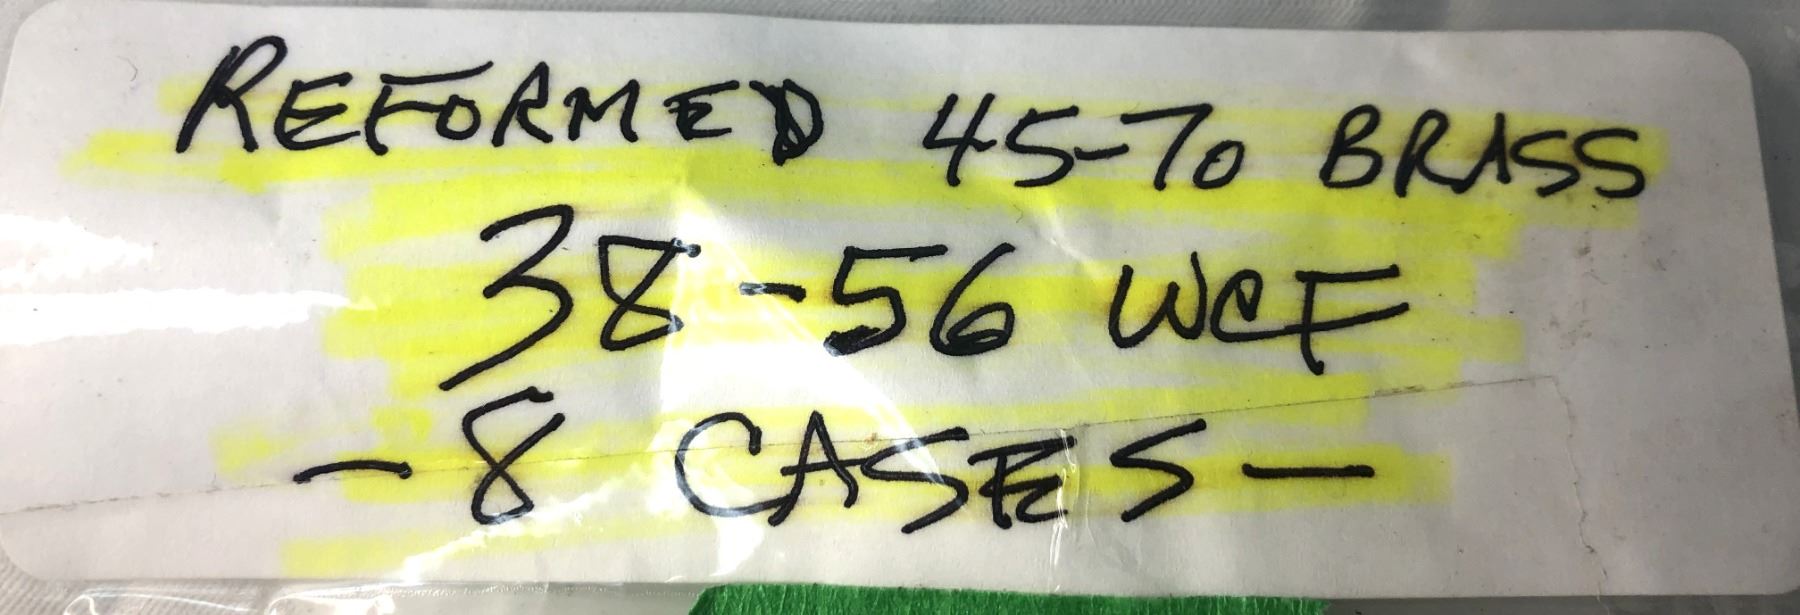 REFORMED 45-70 BRASS
38-56 WCF
-8 CASES-